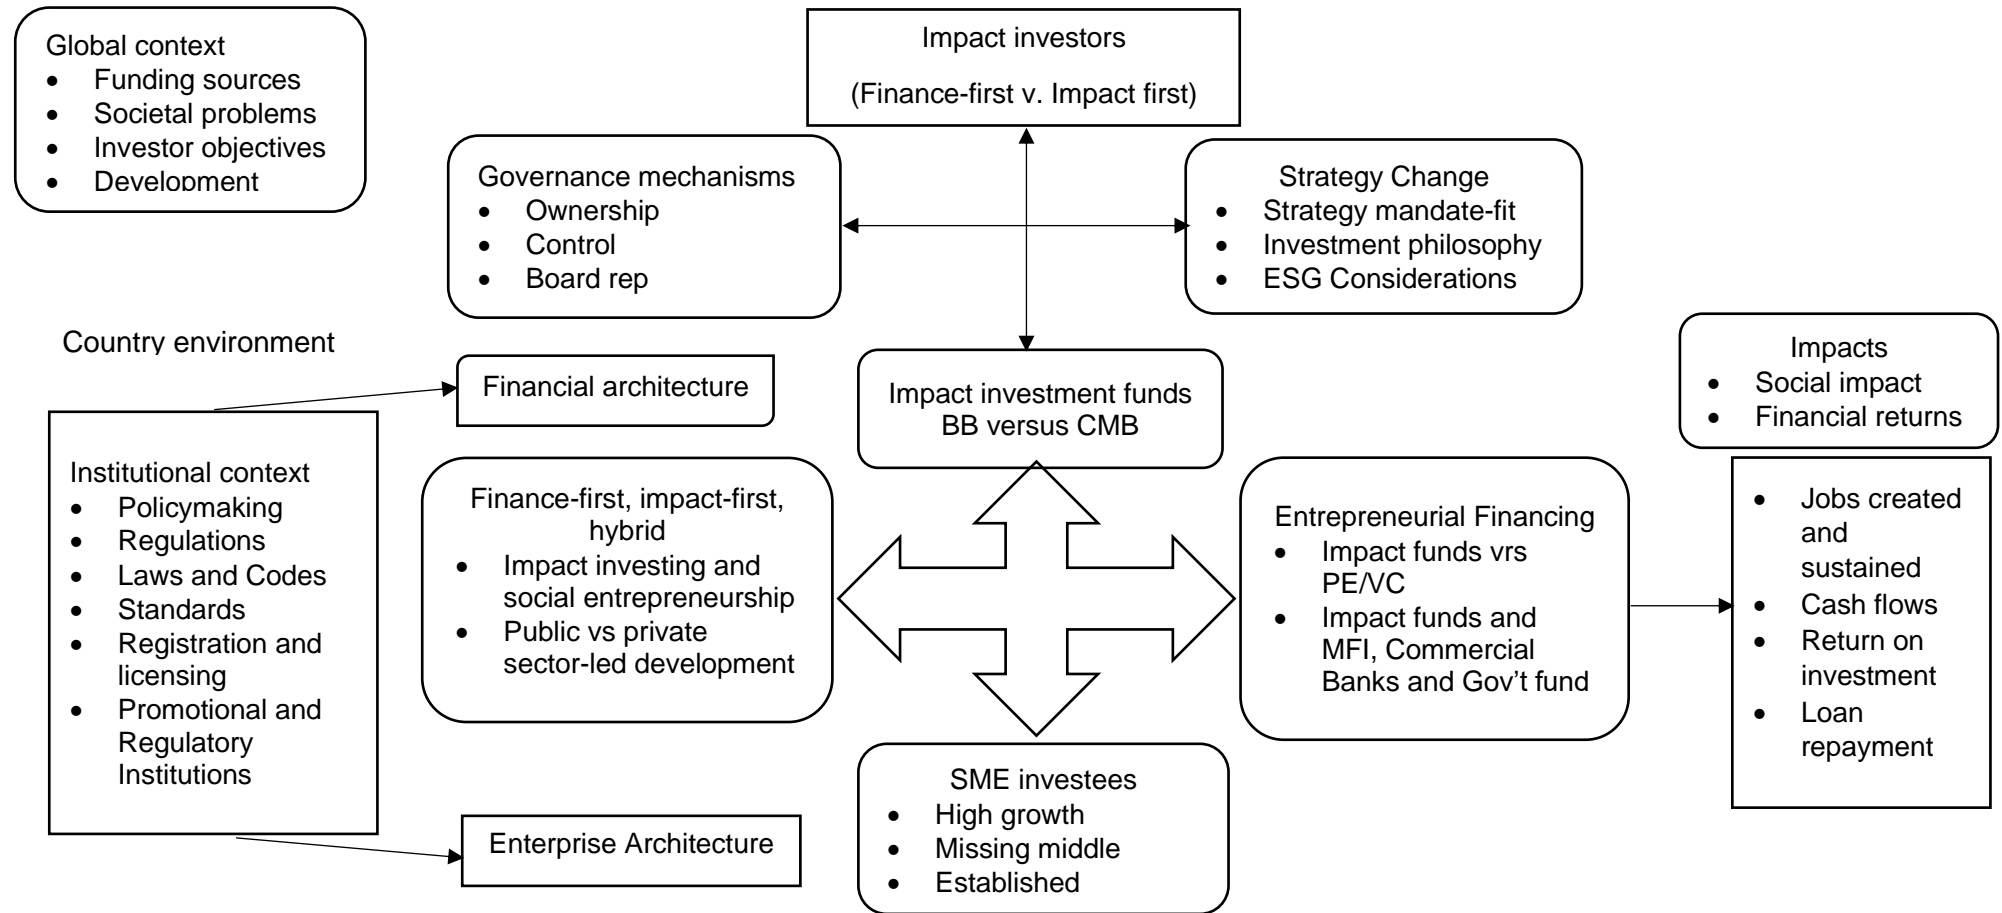 Global context
• Funding sources
• Societal problems
• Investor objectives
• Development
Impact investors
(Finance-first v. Impact first)
Governance mechanisms
• Ownership
• Control
• Board rep
Strategy Change
• Strategy mandate-fit
• Investment philosophy
• ESG Considerations
Country environment
Financial architecture
Impact investment funds
BB versus CMB
Impacts
• Social impact
• Financial returns
Institutional context
• Policymaking
• Regulations
• Laws and Codes
• Standards
• Registration and
licensing
• Promotional and
Regulatory
Institutions
Finance-first, impact-first,
hybrid
• Impact investing and
social entrepreneurship
• Public vs private
sector-led development
Entrepreneurial Financing
• Impact funds vrs
PE/VC
• Impact funds and
MFI, Commercial
Banks and Gov’t fund
• Jobs created
and
sustained
• Cash flows
• Return on
investment
• Loan
repayment
Enterprise Architecture
SME investees
• High growth
• Missing middle
• Established